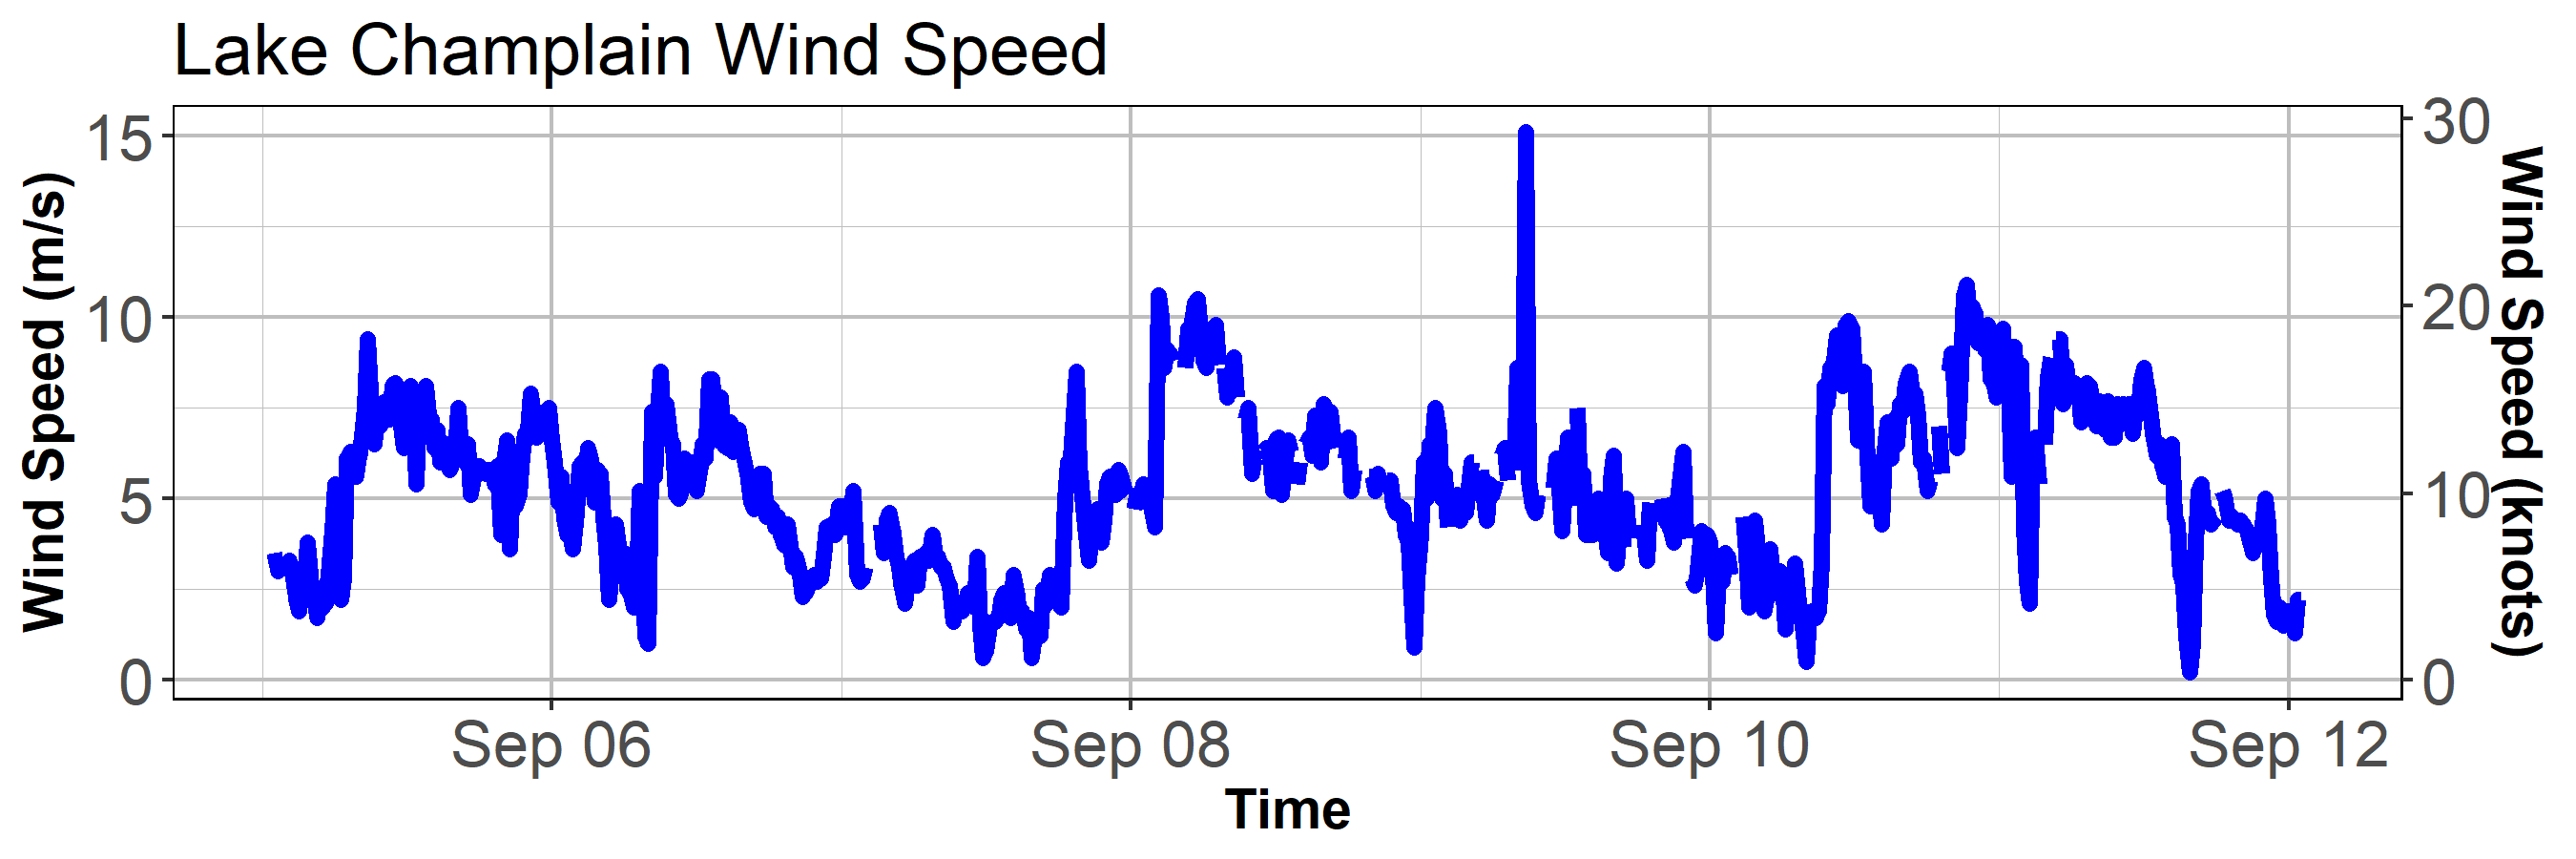 Lake Champlain Wind Speed
Wind Speed (m/s)
15
10
5
0
30
20
10
0
Wind Speed (knots)
Sep 06 Sep 08 Sep 10 Sep 12
Time